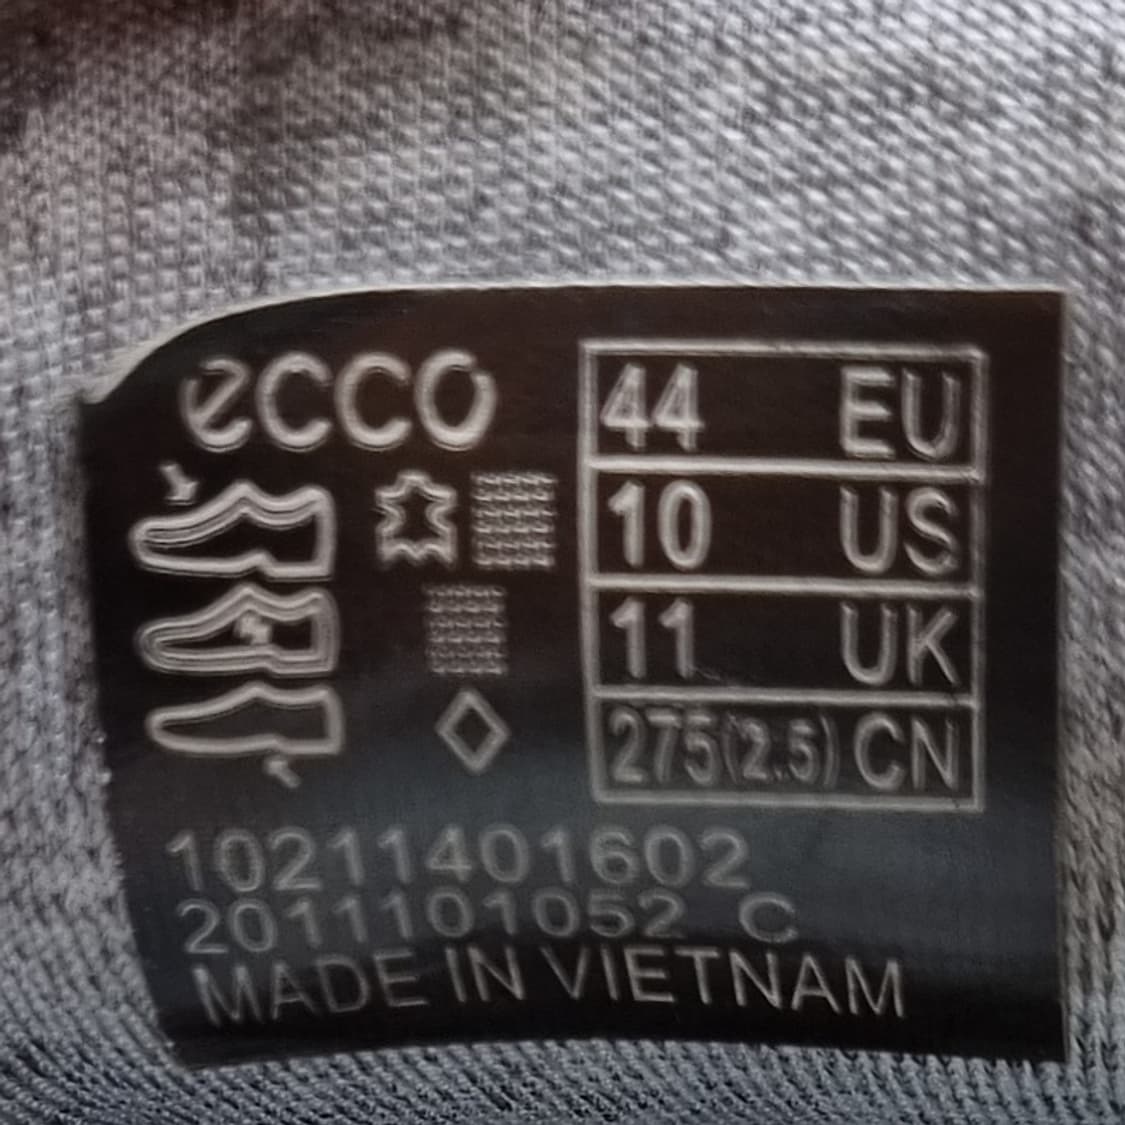 ecco
44 EU
10 US
11 UK
275(2.5) CN
10211401602
2011101052 C
MADE IN VIETNAM